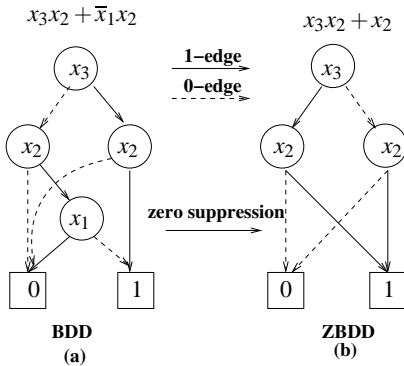 x₃x₂ + x̅₁x₂
x₃x₂ + x₂
1–edge
0–edge
x₃
x₃
x₂
x₂
x₂
x₂
x₁
zero suppression
0
1
0
1
BDD
ZBDD
(a)
(b)